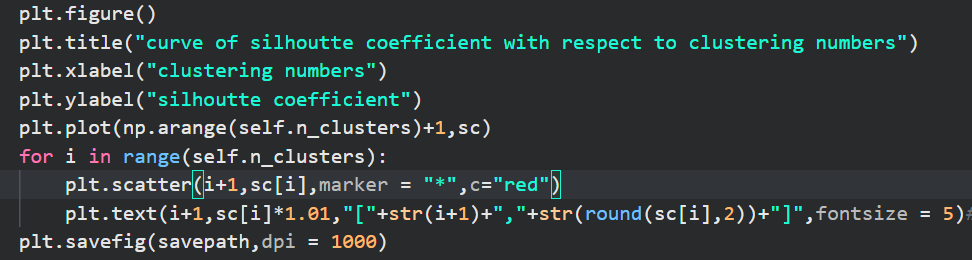 plt.figure()
plt.title("curve of silhoutte coefficient with respect to clustering numbers")
plt.xlabel("clustering numbers")
plt.ylabel("silhoutte coefficient")
plt.plot(np.arange(self.n_clusters)+1,sc)
for i in range(self.n_clusters):
    plt.scatter(i+1,sc[i],marker = "*",c="red")
    plt.text(i+1,sc[i]*1.01,"["+str(i+1)+","+str(round(sc[i],2))+"]",fontsize = 5)#
plt.savefig(savepath,dpi = 1000)